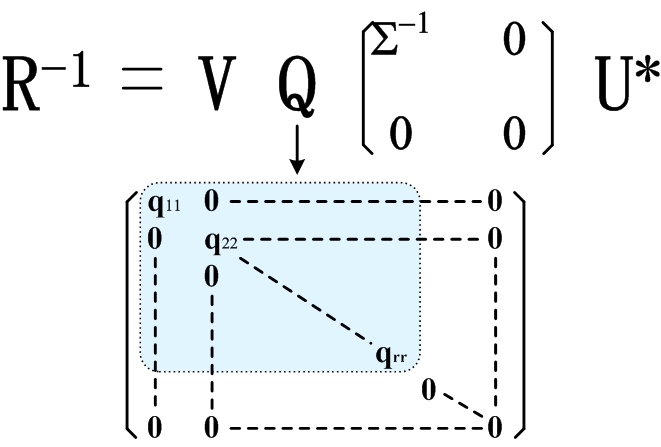 R⁻¹ = V Q [ Σ⁻¹ 0 ] U*
0 0
q₁₁ 0 0
0 q₂₂ 0
0
qᵣᵣ
0
0 0 0